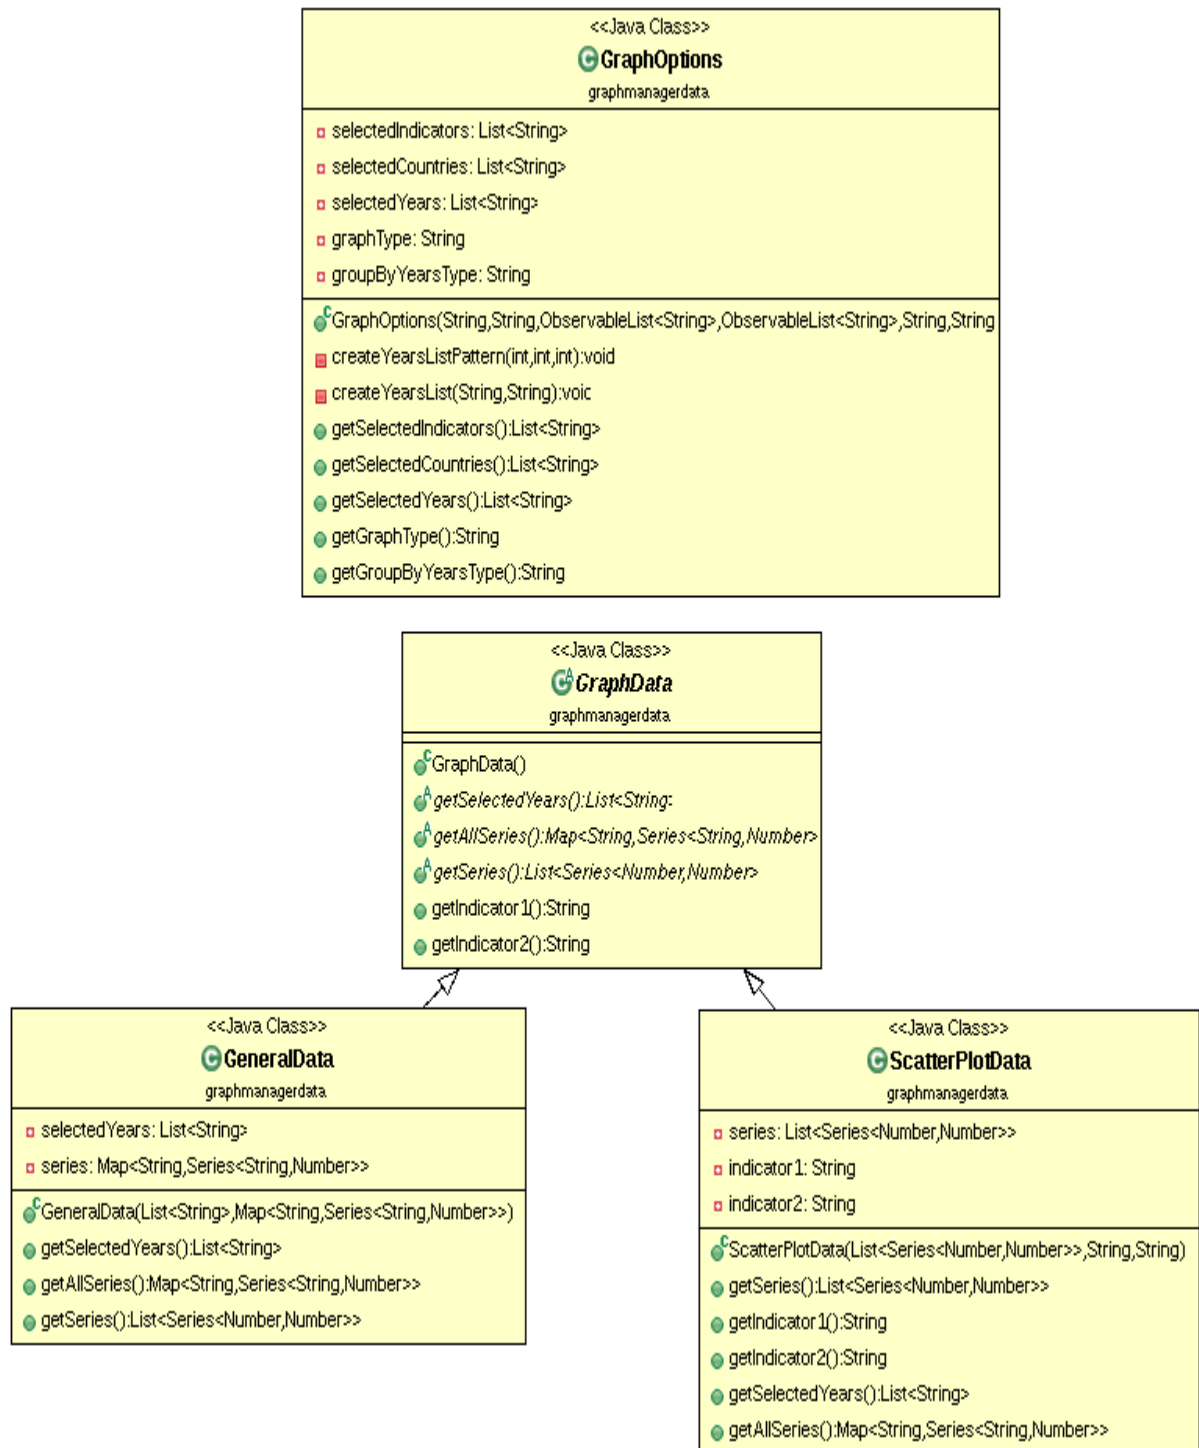 <<Java Class>>
GraphOptions
graphmanagerdata
selectedIndicators: List<String>
selectedCountries: List<String>
selectedYears: List<String>
graphType: String
groupByYearsType: String
GraphOptions(String,String,ObservableList<String>,ObservableList<String>,String,String
createYearsListPattern(int,int,int):void
createYearsList(String,String):voic
getSelectedIndicators():List<String>
getSelectedCountries():List<String>
getSelectedYears():List<String>
getGraphType():String
getGroupByYearsType():String
<<Java Class>>
GraphData
graphmanagerdata
GraphData()
getSelectedYears():List<String:
getAllSeries():Map<String,Series<String,Number>
getSeries():List<Series<Number,Number>
getIndicator1():String
getIndicator2():String
<<Java Class>>
GeneralData
graphmanagerdata
selectedYears: List<String>
series: Map<String,Series<String,Number>>
GeneralData(List<String>,Map<String,Series<String,Number>>)
getSelectedYears():List<String>
getAllSeries():Map<String,Series<String,Number>>
getSeries():List<Series<Number,Number>>
<<Java Class>>
ScatterPlotData
graphmanagerdata
series: List<Series<Number,Number>>
indicator1: String
indicator2: String
ScatterPlotData(List<Series<Number,Number>>,String,String)
getSeries():List<Series<Number,Number>>
getIndicator1():String
getIndicator2():String
getSelectedYears():List<String>
getAllSeries():Map<String,Series<String,Number>>